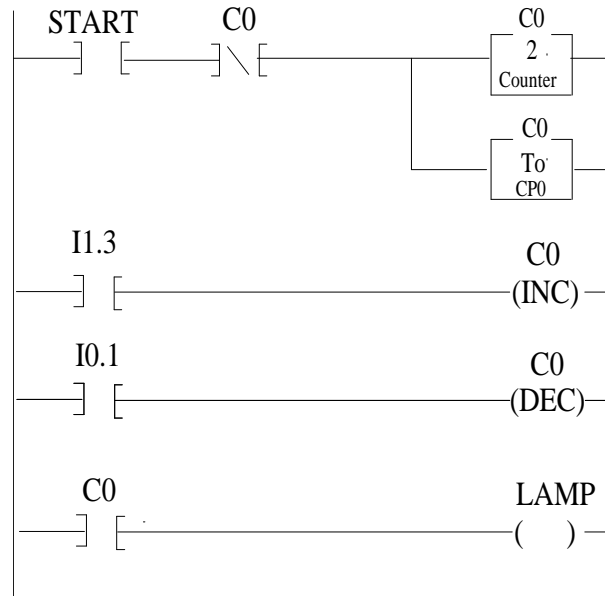 START
C0
C0
2
Counter
C0
To
CP0
I1.3
C0
(INC)
I0.1
C0
(DEC)
C0
LAMP
( )